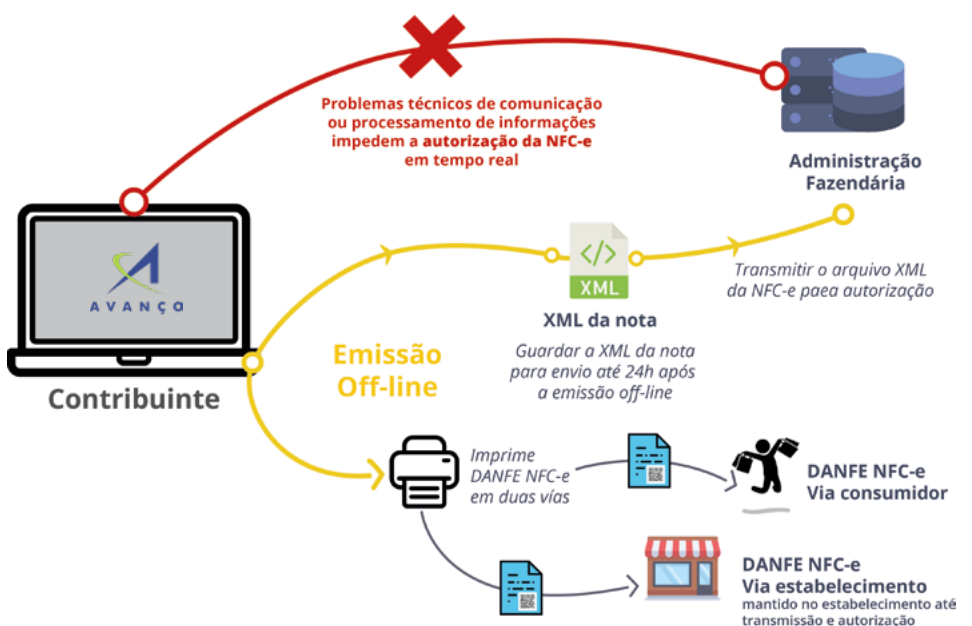 Problemas técnicos de comunicação
ou processamento de informações
impedem a autorização da NFC-e
em tempo real
Administração
Fazendária
AVANÇA
Contribuinte
Emissão
Off-line
</>
XML
XML da nota
Guardar a XML da nota
para envio até 24h após
a emissão off-line
Transmitir o arquivo XML
da NFC-e paea autorização
Imprime
DANFE NFC-e
em duas vías
DANFE NFC-e
Via consumidor
DANFE NFC-e
Via estabelecimento
mantido no estabelecimento até
transmissão e autorização